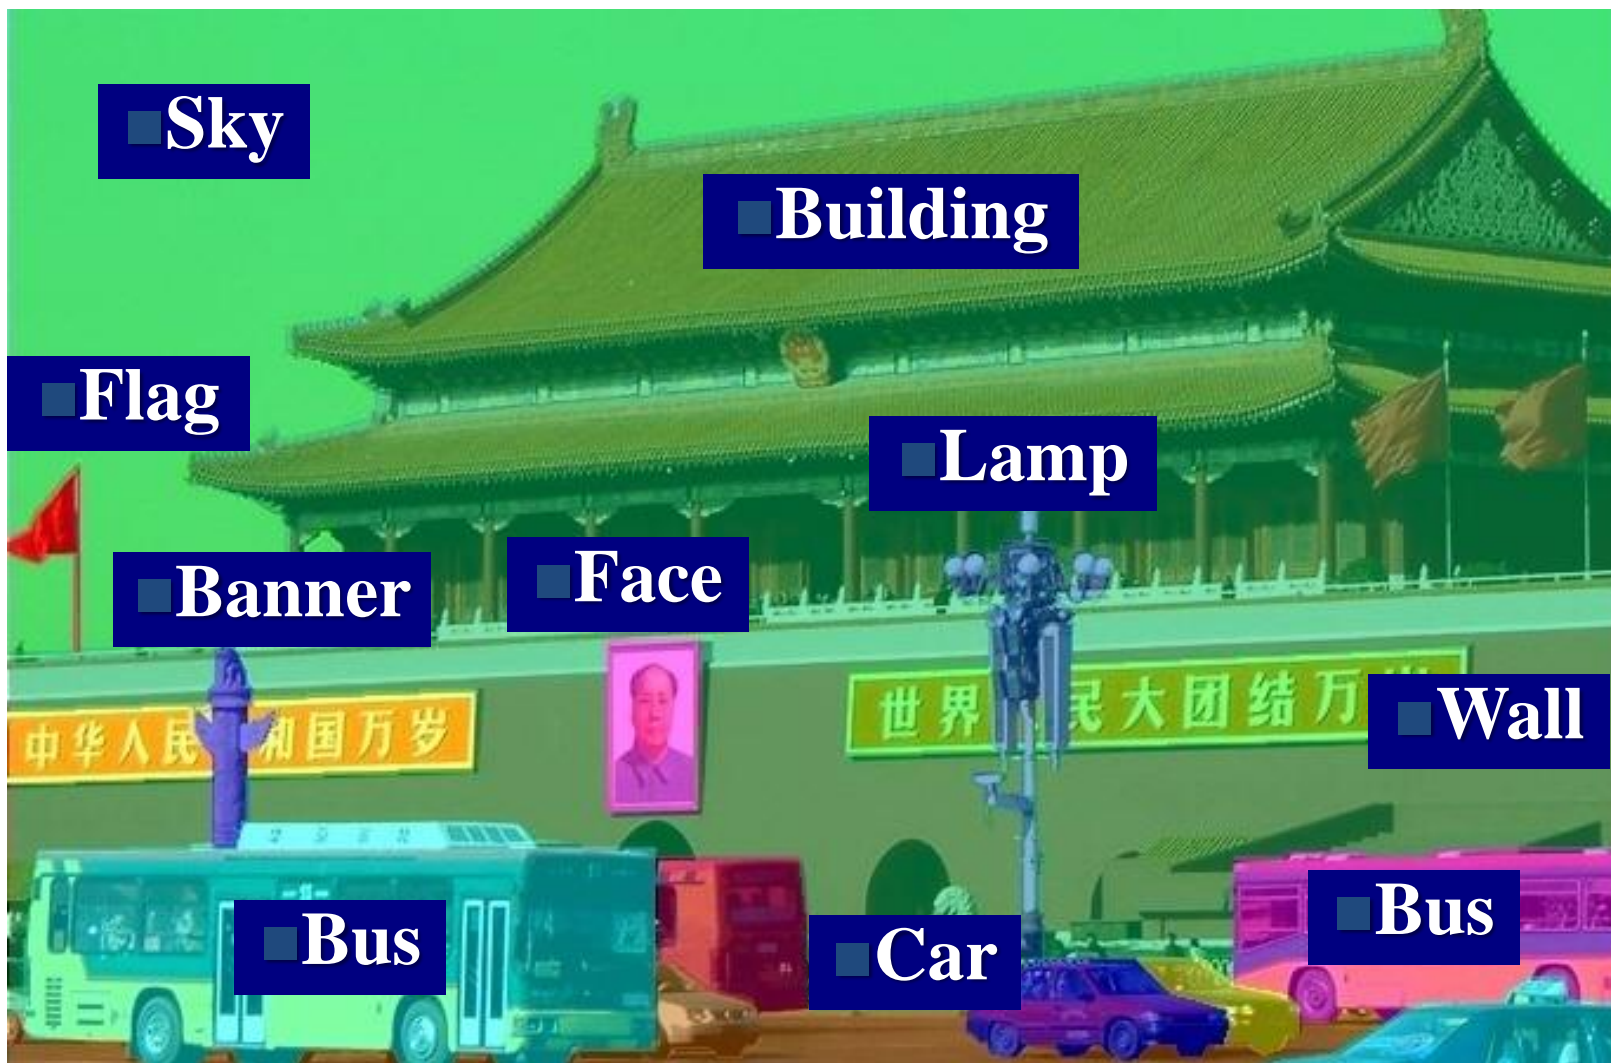 Sky
Building
Flag
Lamp
Banner
Face
Wall
中华人民
和国万岁
世界
民大团结万
Bus
Car
Bus